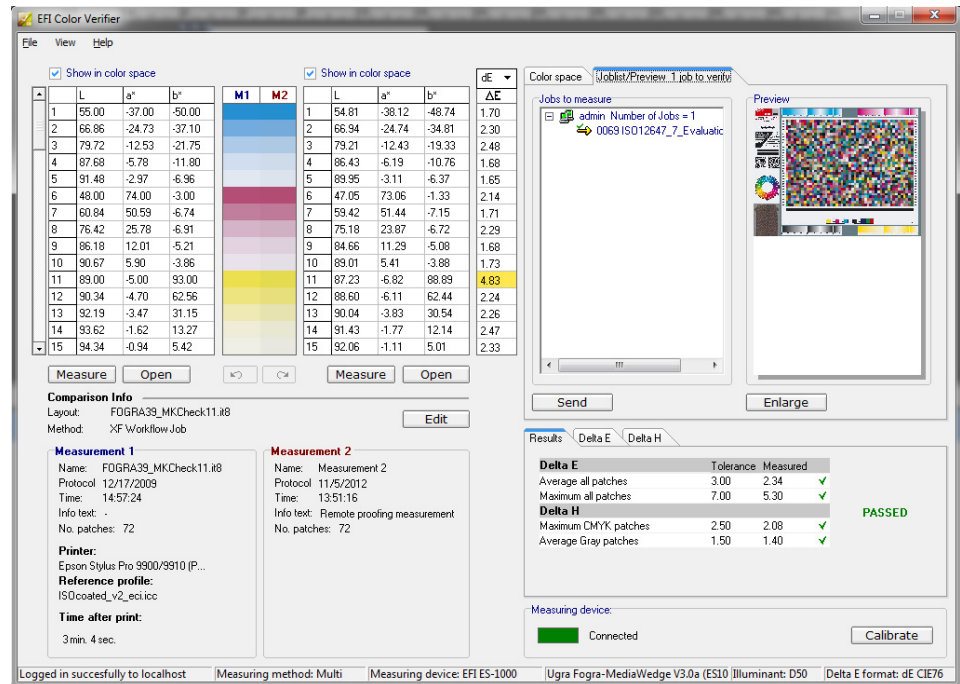 EFI Color Verifier
File View Help
Show in color space Show in color space dE
L a* b* M1 M2 L a* b* ΔE
1 55.00 -37.00 -50.00 1 54.81 -38.12 -48.74 1.70
2 66.86 -24.73 -37.10 2 66.94 -24.74 -34.81 2.30
3 79.72 -12.53 -21.75 3 79.21 -12.43 -19.33 2.48
4 87.68 -5.78 -11.80 4 86.43 -6.19 -10.76 1.68
5 91.48 -2.97 -6.96 5 89.95 -3.11 -6.37 1.65
6 48.00 74.00 -3.00 6 47.05 73.06 -1.33 2.14
7 60.84 50.59 -6.74 7 59.42 51.44 -7.15 1.71
8 76.42 25.78 -6.91 8 75.18 23.87 -6.72 2.29
9 86.18 12.01 -5.21 9 84.66 11.29 -5.08 1.68
10 90.67 5.90 -3.86 10 89.01 5.41 -3.88 1.73
11 89.00 -5.00 93.00 11 87.23 -6.82 88.89 4.83
12 90.34 -4.70 62.56 12 88.60 -6.11 62.44 2.24
13 92.19 -3.47 31.15 13 90.04 -3.83 30.54 2.26
14 93.62 -1.62 13.27 14 91.43 -1.77 12.14 2.47
15 94.34 -0.94 5.42 15 92.06 -1.11 5.01 2.33
Measure Open Measure Open
Comparison Info
Layout: FOGRA39_MKCheck11.it8
Method: XF Workflow Job
Edit
Measurement 1
Name: FOGRA39_MKCheck11.it8
Protocol 12/17/2009
Time: 14:57:24
Info text: -
No. patches: 72
Printer:
Epson Stylus Pro 9900/9910 (P...
Reference profile:
ISOcoated_v2_eci.icc
Time after print:
3 min. 4 sec.
Measurement 2
Name: Measurement 2
Protocol 11/5/2012
Time: 13:51:16
Info text: Remote proofing measurement
No. patches: 72
Color space Joblist/Preview 1 job to verify
Jobs to measure
admin Number of Jobs = 1
0069 ISO12647_7_Evaluatic
Preview
Send Enlarge
Results Delta E Delta H
Delta E Tolerance Measured
Average all patches 3.00 2.34
Maximum all patches 7.00 5.30
Delta H
Maximum CMYK patches 2.50 2.08
Average Gray patches 1.50 1.40
PASSED
Measuring device:
Connected
Calibrate
Logged in succesfully to localhost Measuring method: Multi Measuring device: EFI ES-1000 Ugra Fogra-MediaWedge V3.0a (ES10 Illuminant: D50 Delta E format: dE CIE76